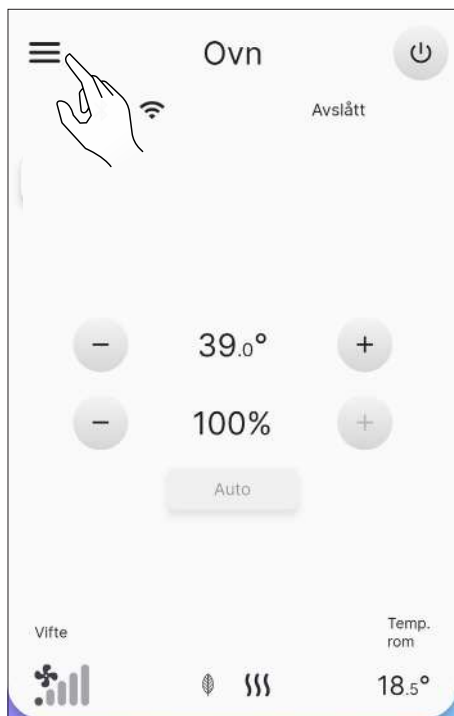 Ovn
Avslått
− 39.0° +
− 100% +
Auto
Vifte
Temp.
rom
18.5°